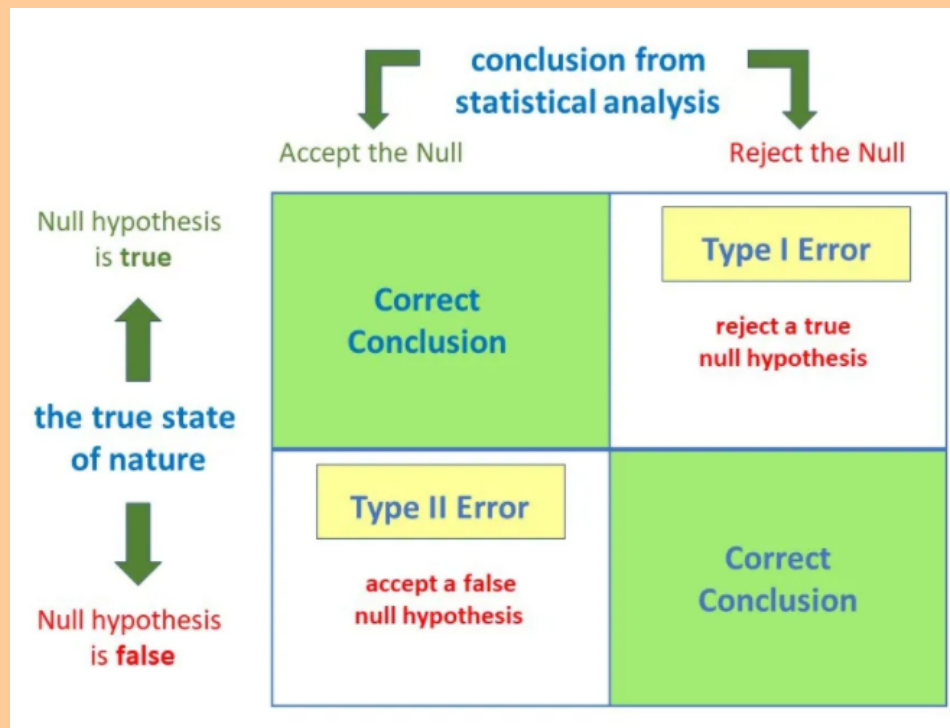 conclusion from
statistical analysis
Accept the Null
Reject the Null
Null hypothesis
is true
Type I Error
Correct
Conclusion
reject a true
null hypothesis
the true state
of nature
Type II Error
Correct
Conclusion
accept a false
null hypothesis
Null hypothesis
is false